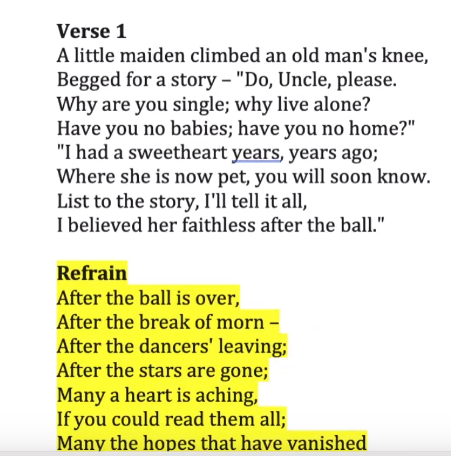 Verse 1
A little maiden climbed an old man's knee,
Begged for a story – "Do, Uncle, please.
Why are you single; why live alone?
Have you no babies; have you no home?"
"I had a sweetheart years, years ago;
Where she is now pet, you will soon know.
List to the story, I'll tell it all,
I believed her faithless after the ball."
Refrain
After the ball is over,
After the break of morn –
After the dancers' leaving;
After the stars are gone;
Many a heart is aching,
If you could read them all;
Many the hopes that have vanished